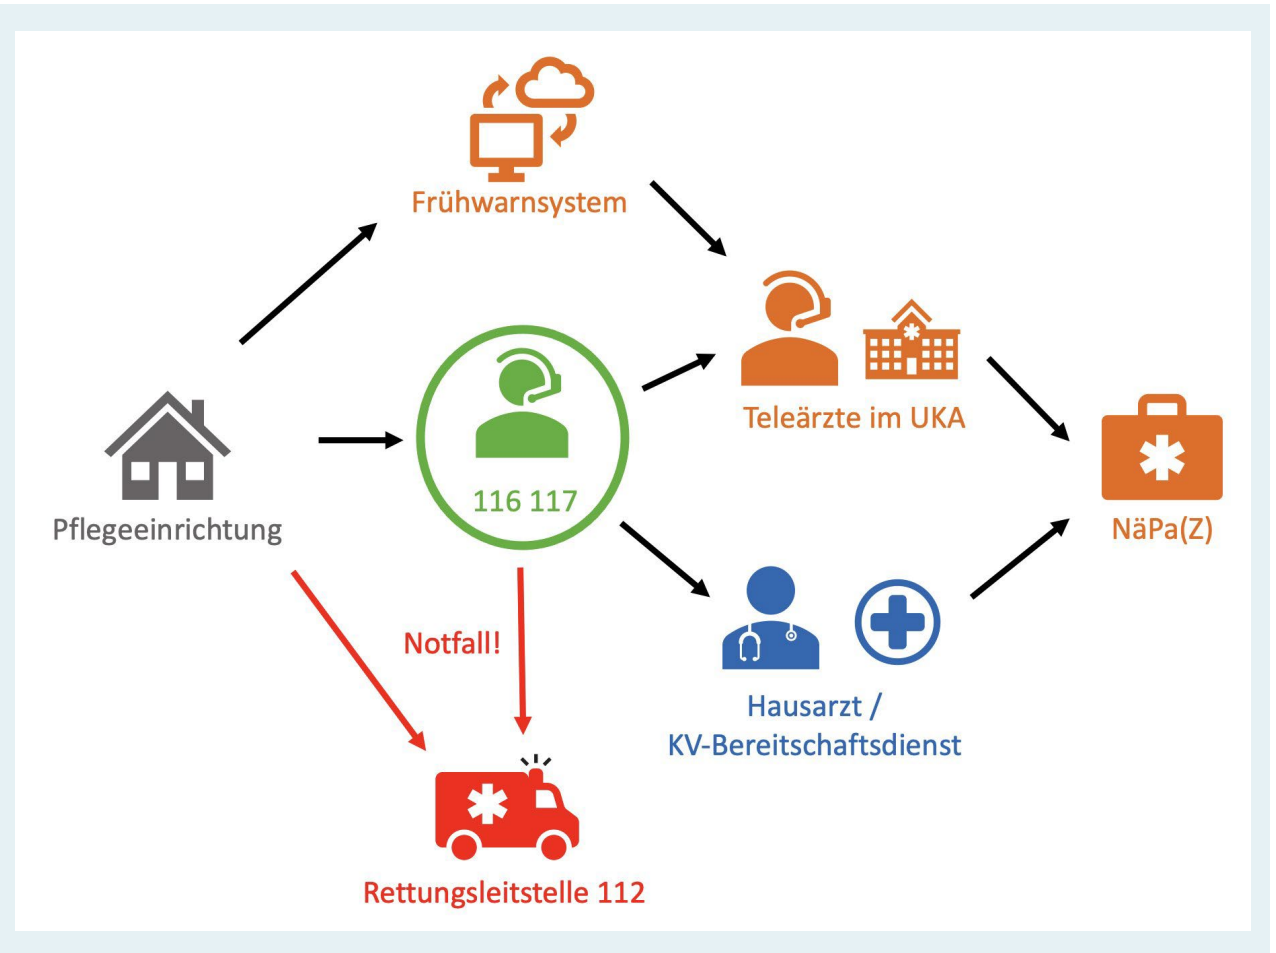 Frühwarnsystem
Teleärzte im UKA
116 117
NäPa(Z)
Pflegeeinrichtung
Notfall!
Hausarzt /
KV-Bereitschaftsdienst
Rettungsleitstelle 112